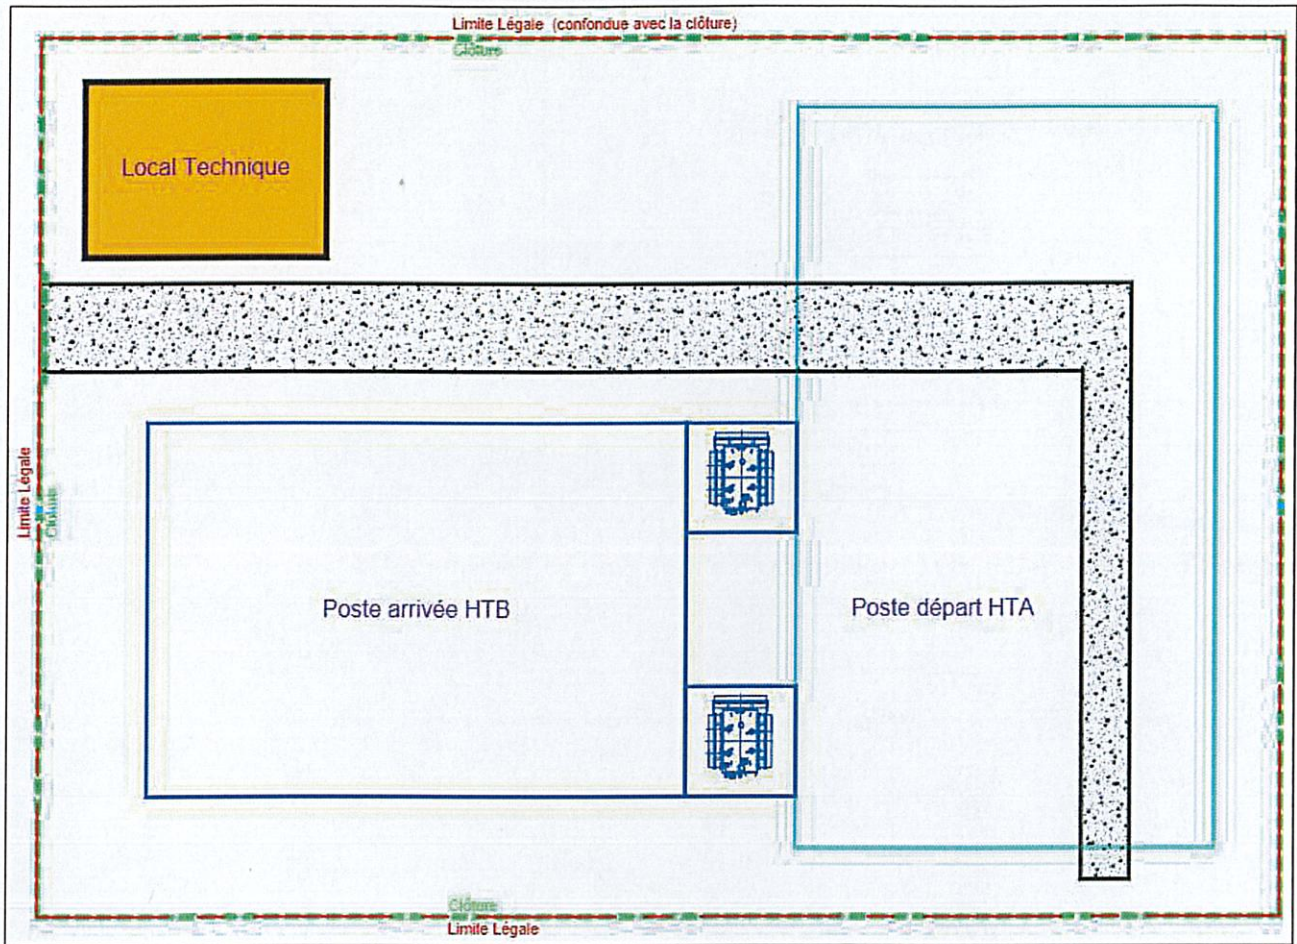 Limite Légale (confondue avec la clôture)
Clôture
Local Technique
Limite Légale
Clôture
Poste arrivée HTB
Poste départ HTA
Clôture
Limite Légale